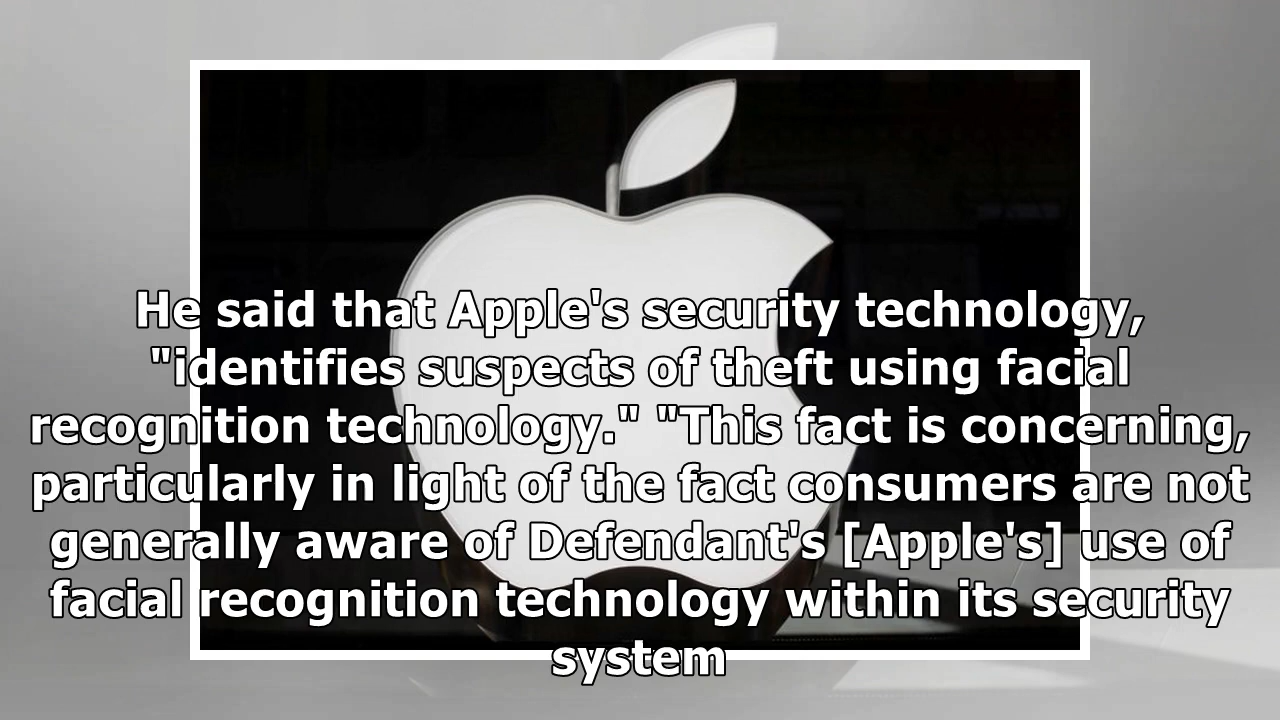 He said that Apple's security technology,
"identifies suspects of theft using facial
recognition technology." "This fact is concerning,
particularly in light of the fact consumers are not
generally aware of Defendant's [Apple's] use of
facial recognition technology within its security
system